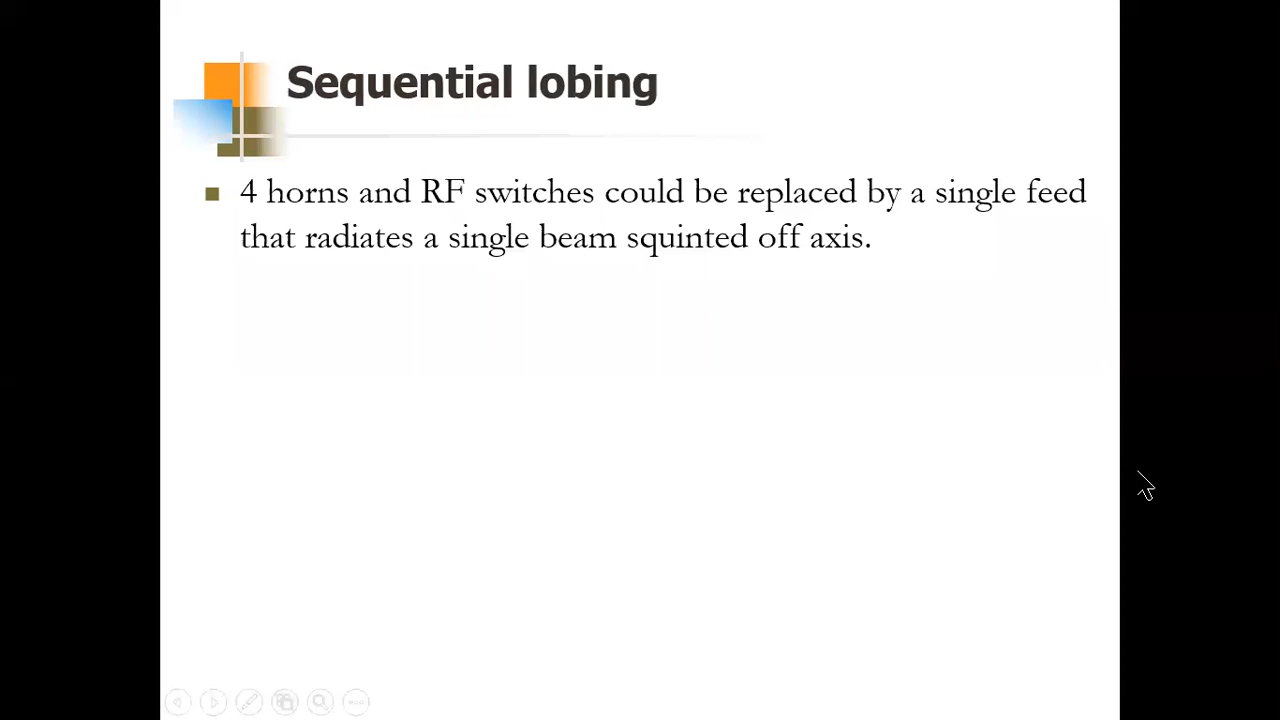 Sequential lobing
4 horns and RF switches could be replaced by a single feed
that radiates a single beam squinted off axis.